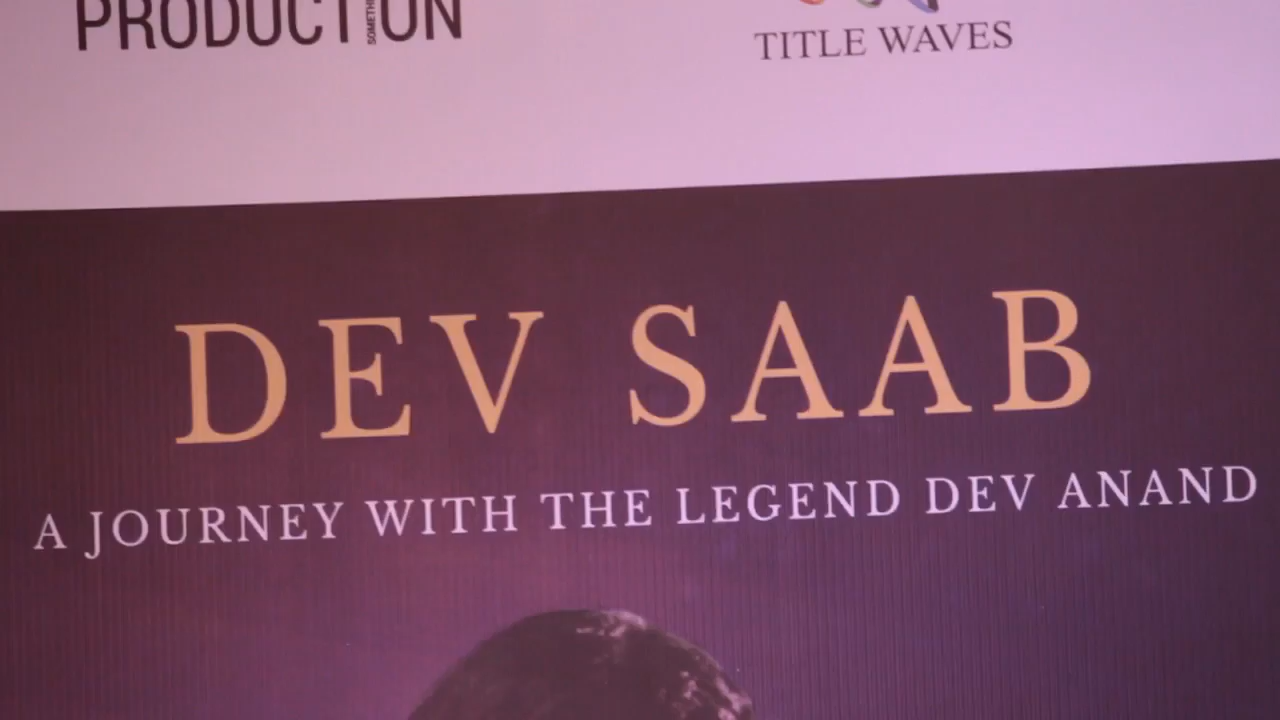 PRODUCTION
TITLE WAVES
DEV SAAB
A JOURNEY WITH THE LEGEND DEV ANAND